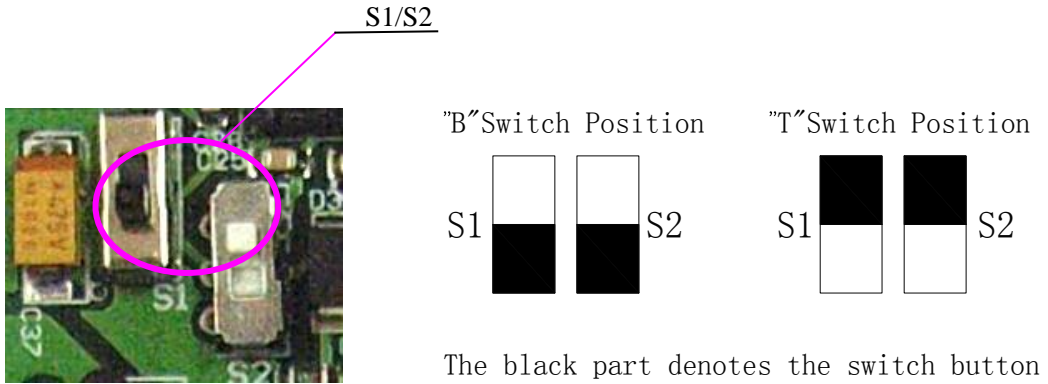 S1/S2
"B"Switch Position
"T"Switch Position
S1
S2
S1
S2
The black part denotes the switch button
C25
S1
C37
S2